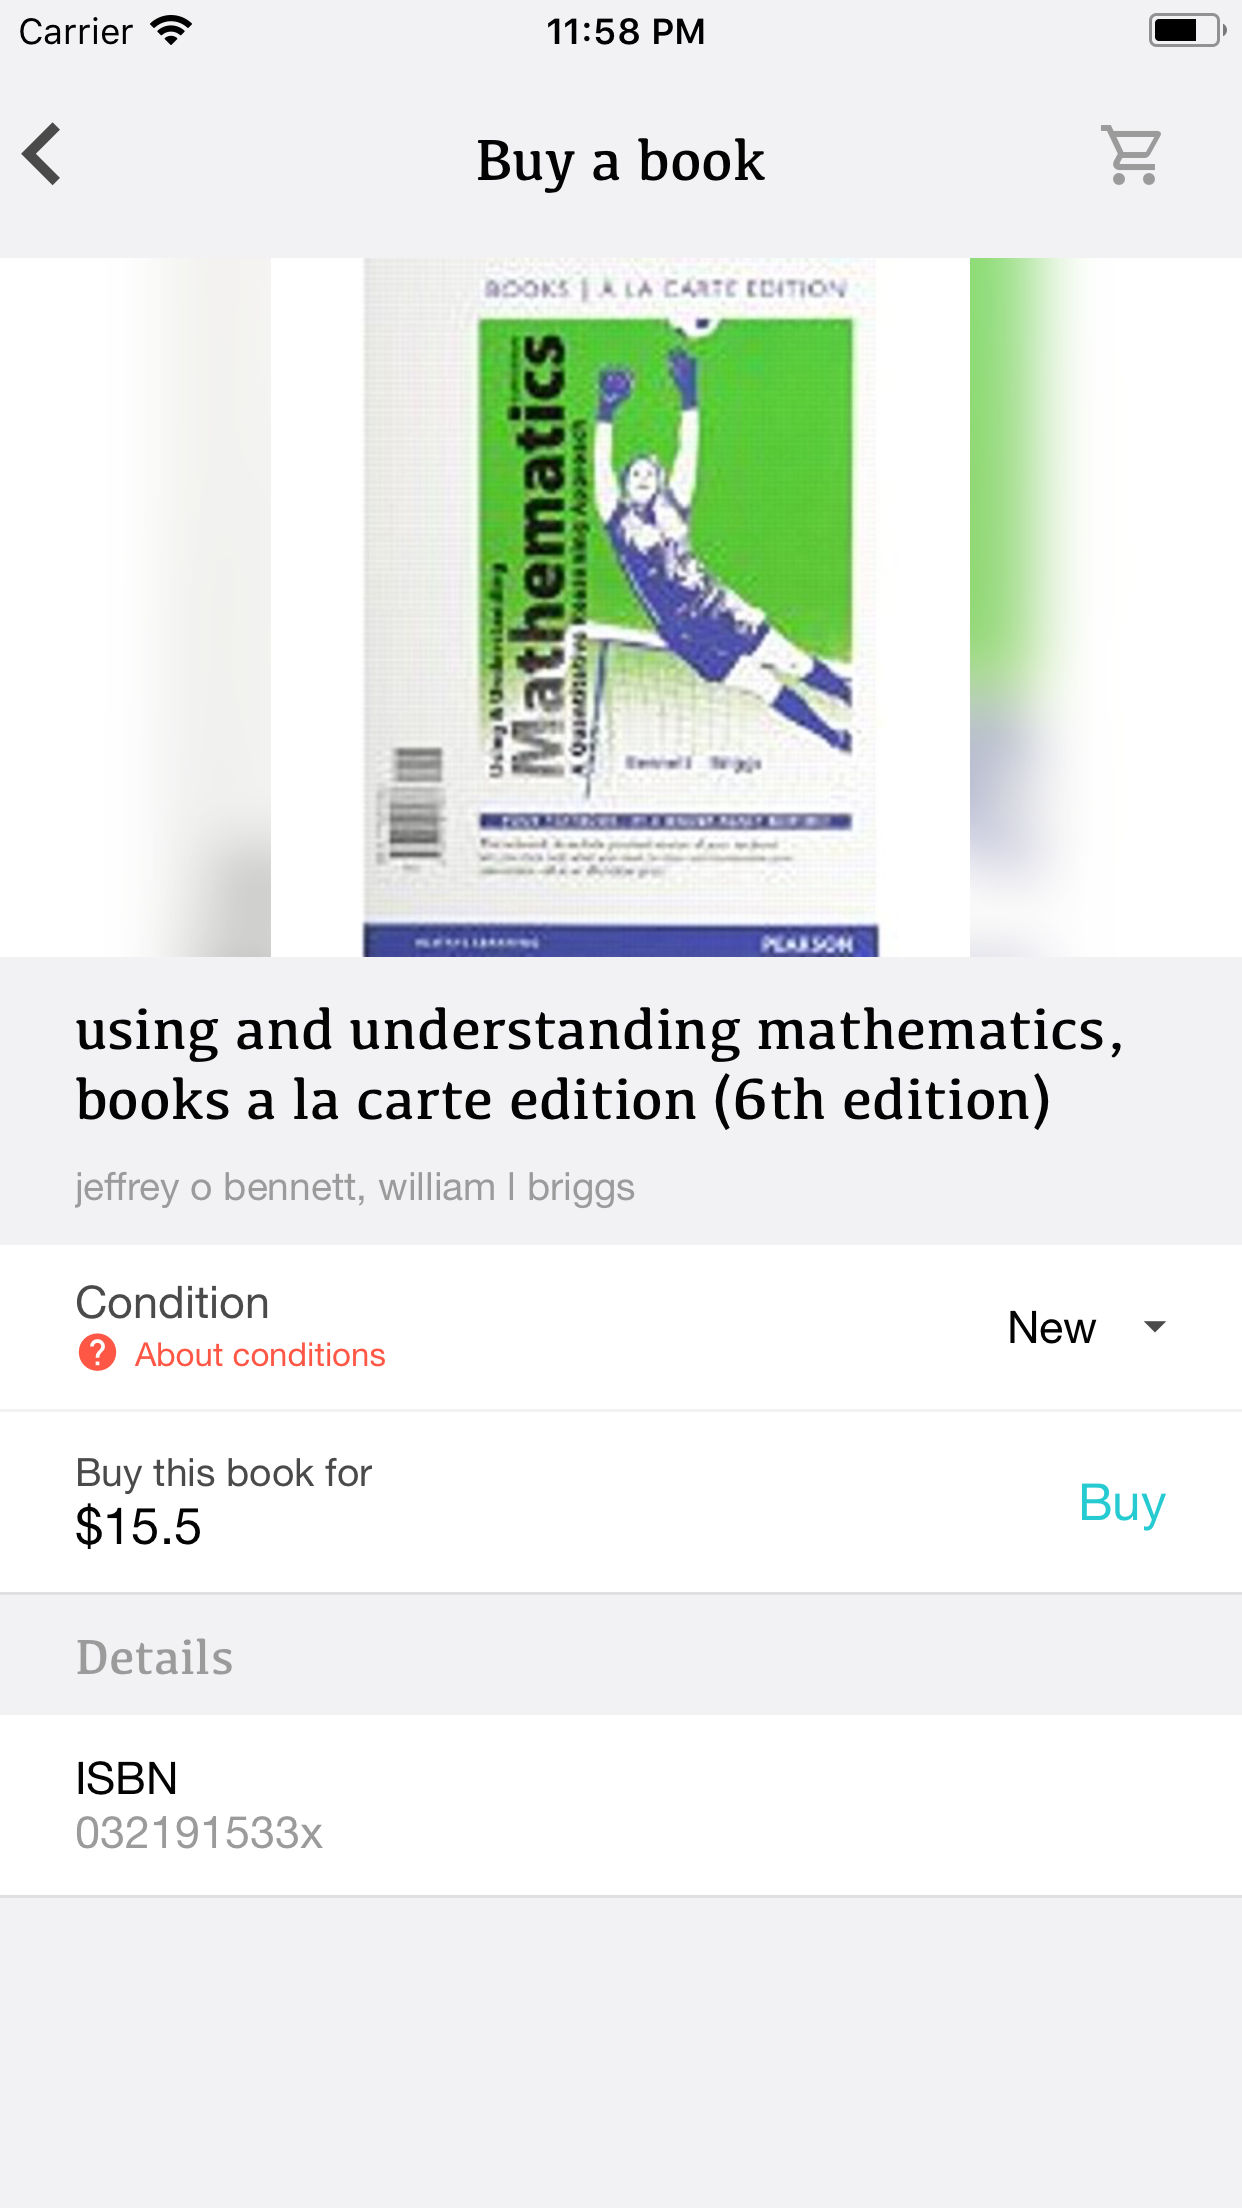 Carrier
11:58 PM
Buy a book
BOOKS | A LA CARTE EDITION
Using & Understanding
Mathematics
A Quantitative Reasoning Approach
Bennett Briggs
PEARSON
using and understanding mathematics,
books a la carte edition (6th edition)
jeffrey o bennett, william l briggs
Condition
? About conditions
New
Buy this book for
$15.5
Buy
Details
ISBN
032191533x